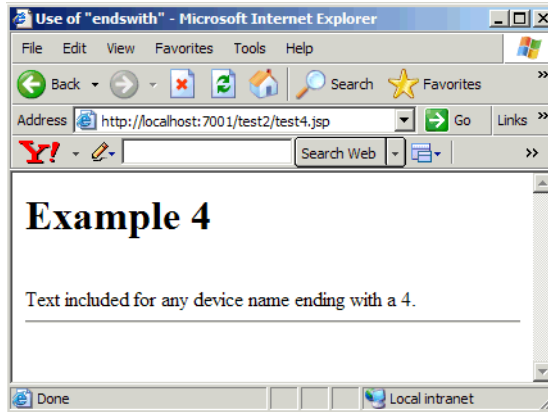 Use of "endswith" - Microsoft Internet Explorer
File Edit View Favorites Tools Help
Back Search Favorites »
Address http://localhost:7001/test2/test4.jsp Go Links »
Y! Search Web »
Example 4
Text included for any device name ending with a 4.
Done Local intranet